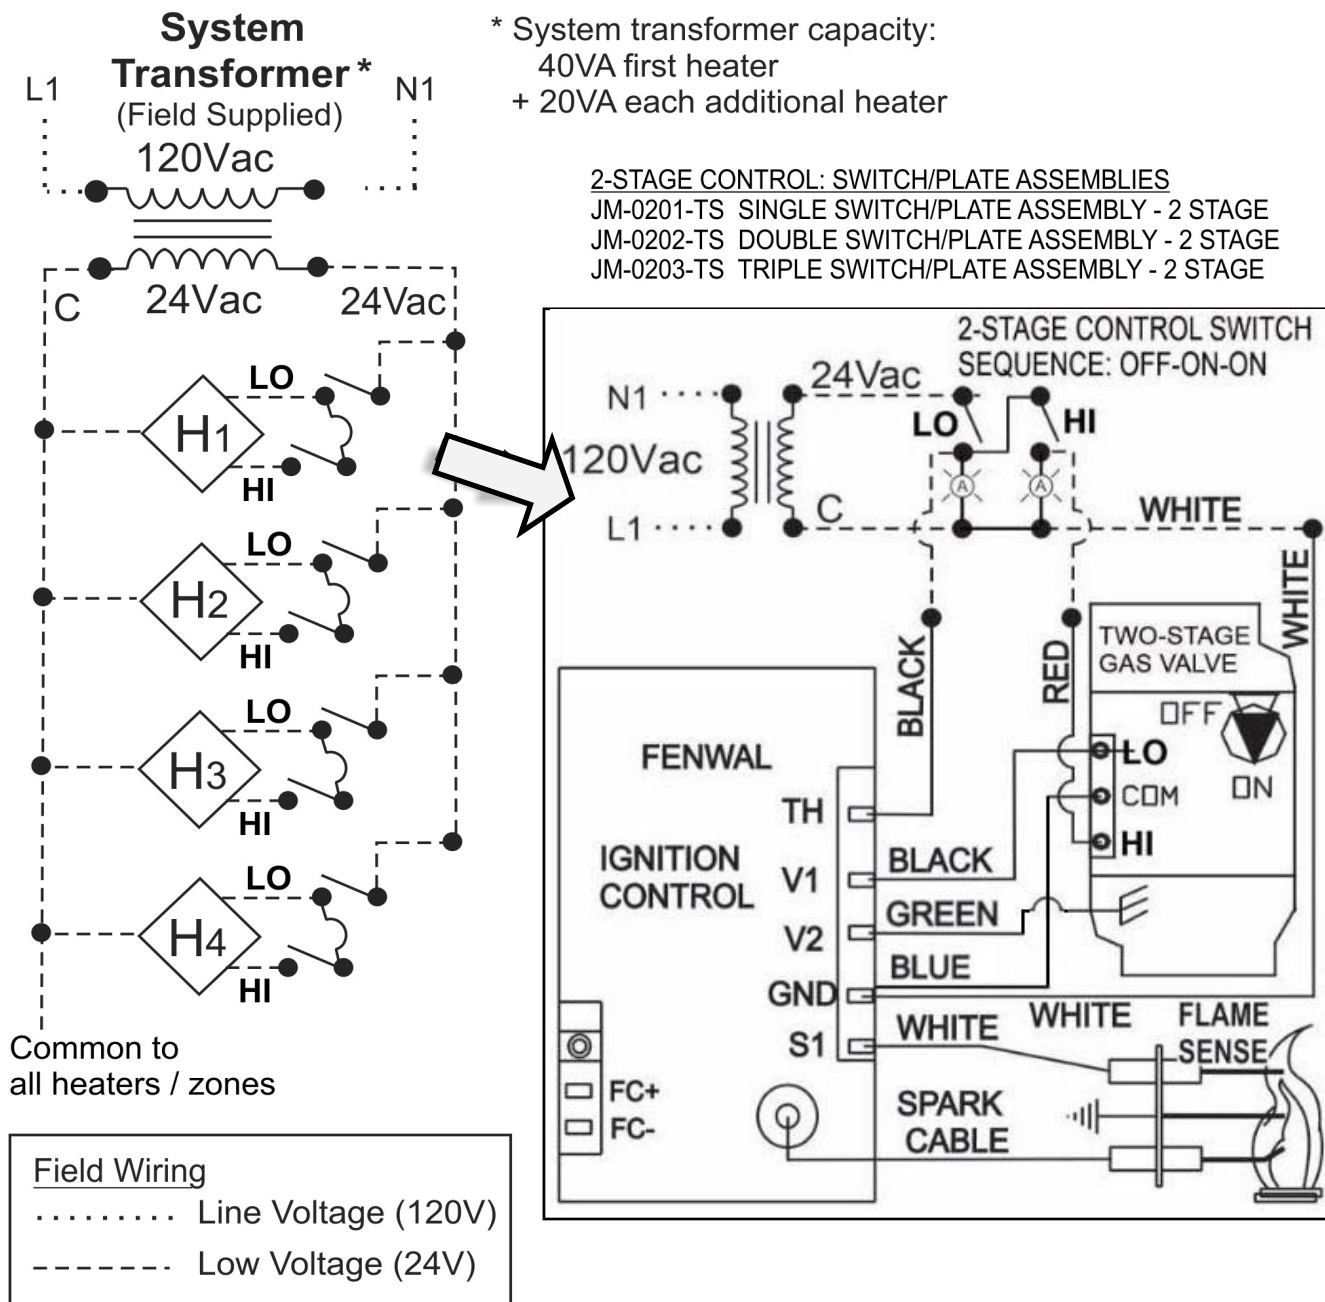 System
Transformer *
(Field Supplied)
L1
N1
120Vac
24Vac
24Vac
C
* System transformer capacity:
40VA first heater
+ 20VA each additional heater
2-STAGE CONTROL: SWITCH/PLATE ASSEMBLIES
JM-0201-TS SINGLE SWITCH/PLATE ASSEMBLY - 2 STAGE
JM-0202-TS DOUBLE SWITCH/PLATE ASSEMBLY - 2 STAGE
JM-0203-TS TRIPLE SWITCH/PLATE ASSEMBLY - 2 STAGE
LO
H1
HI
LO
H2
HI
LO
H3
HI
LO
H4
HI
Common to
all heaters / zones
Field Wiring
Line Voltage (120V)
Low Voltage (24V)
2-STAGE CONTROL SWITCH
SEQUENCE: OFF-ON-ON
24Vac
N1
LO
HI
120Vac
A
A
C
L1
WHITE
WHITE
BLACK
RED
TWO-STAGE
GAS VALVE
OFF
ON
LO
COM
HI
FENWAL
IGNITION
CONTROL
TH
V1
V2
GND
S1
BLACK
GREEN
BLUE
WHITE
WHITE
FLAME
SENSE
SPARK
CABLE
FC+
FC-